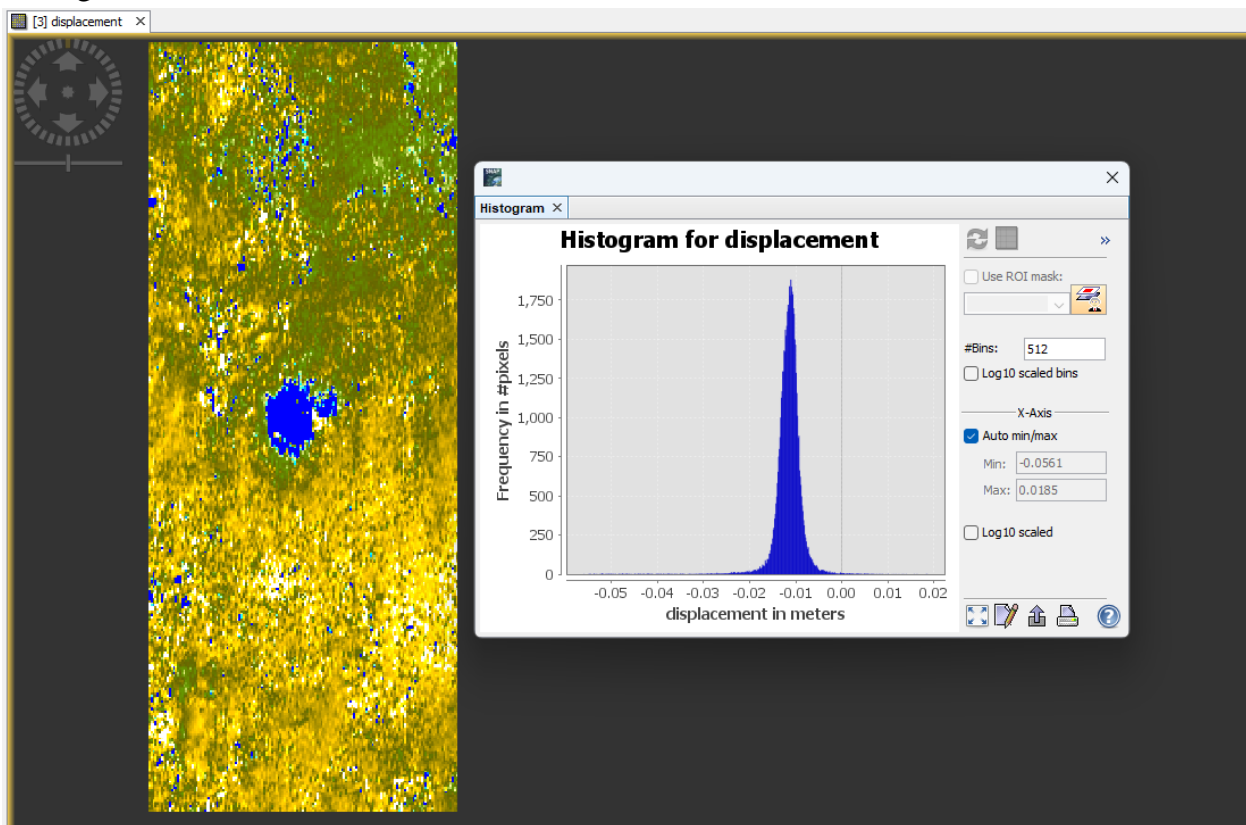 [3] displacement
SNAP
Histogram
Histogram for displacement
Use ROI mask:
#Bins: 512
Log10 scaled bins
X-Axis
Auto min/max
Min: -0.0561
Max: 0.0185
Log10 scaled
Frequency in #pixels
1,750
1,500
1,250
1,000
750
500
250
0
-0.05 -0.04 -0.03 -0.02 -0.01 0.00 0.01 0.02
displacement in meters